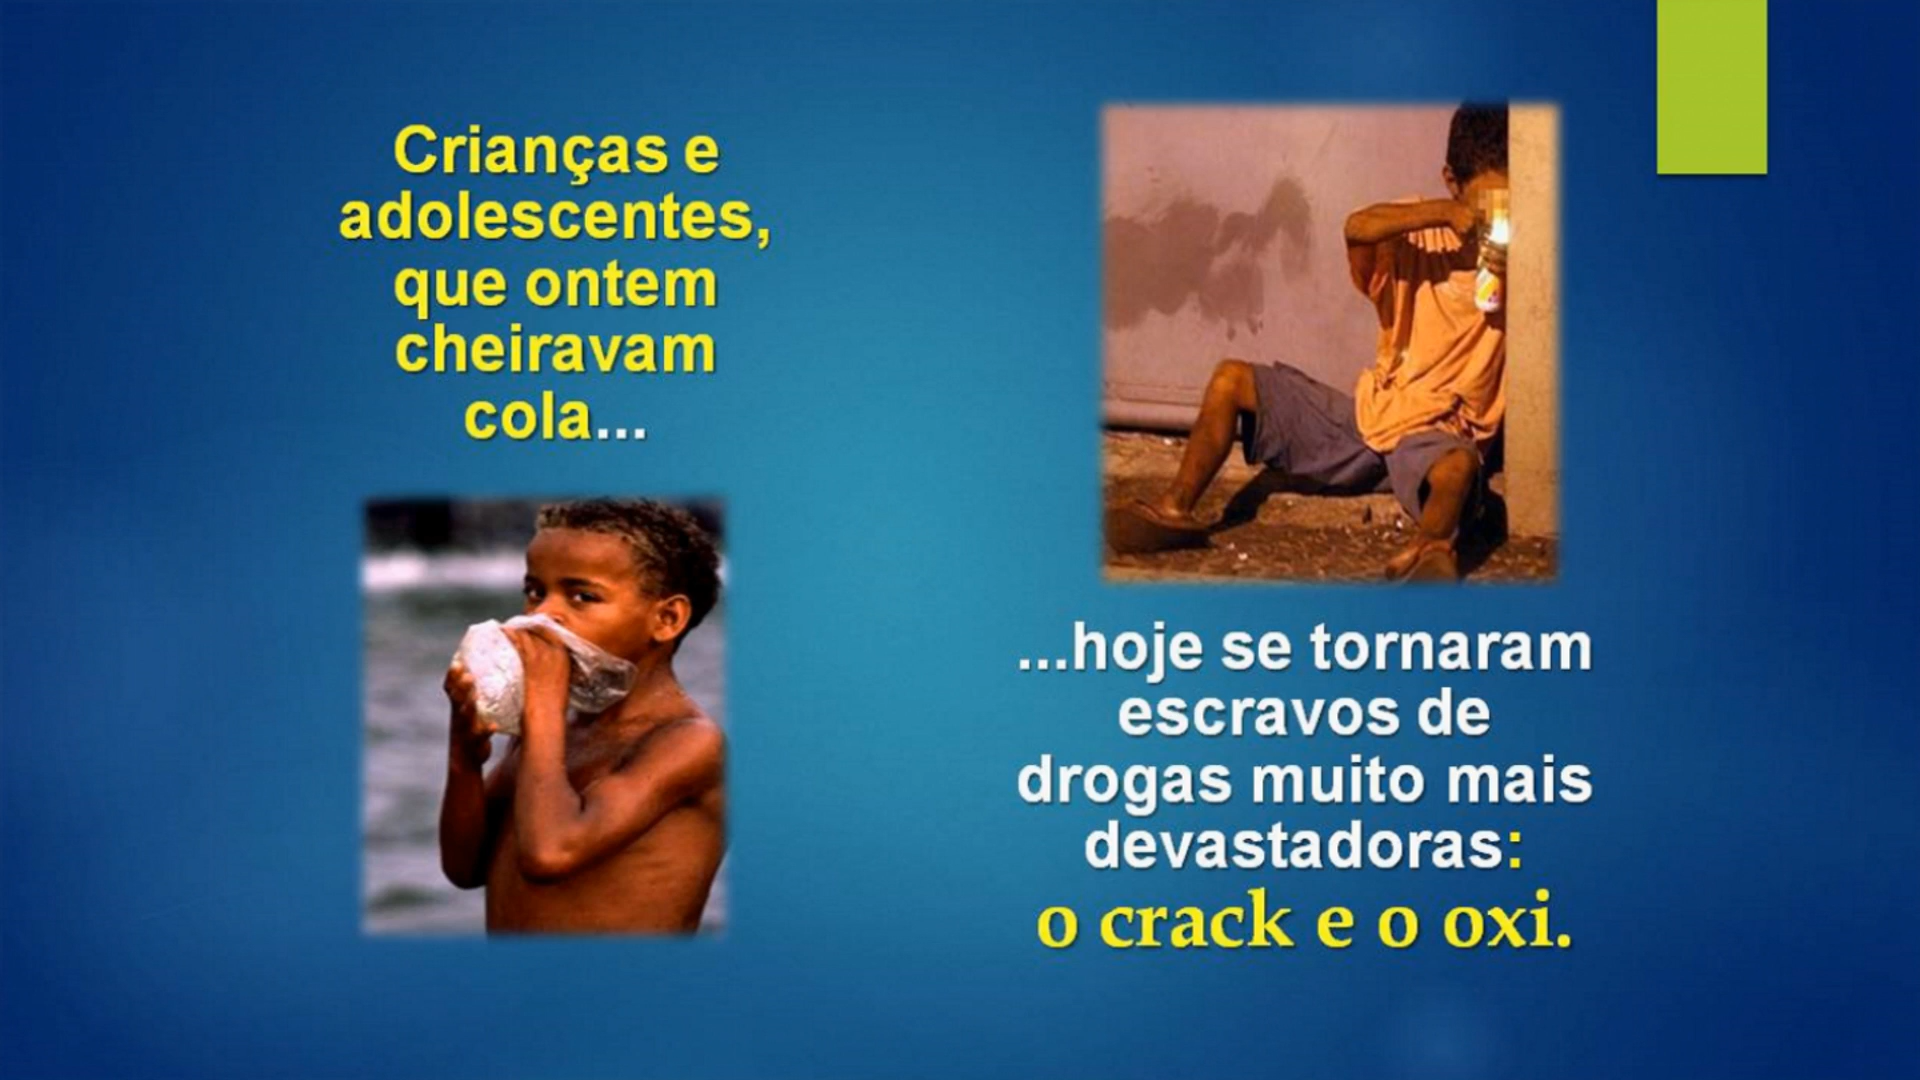 Crianças e
adolescentes,
que ontem
cheiravam
cola...
...hoje se tornaram
escravos de
drogas muito mais
devastadoras:
o crack e o oxi.